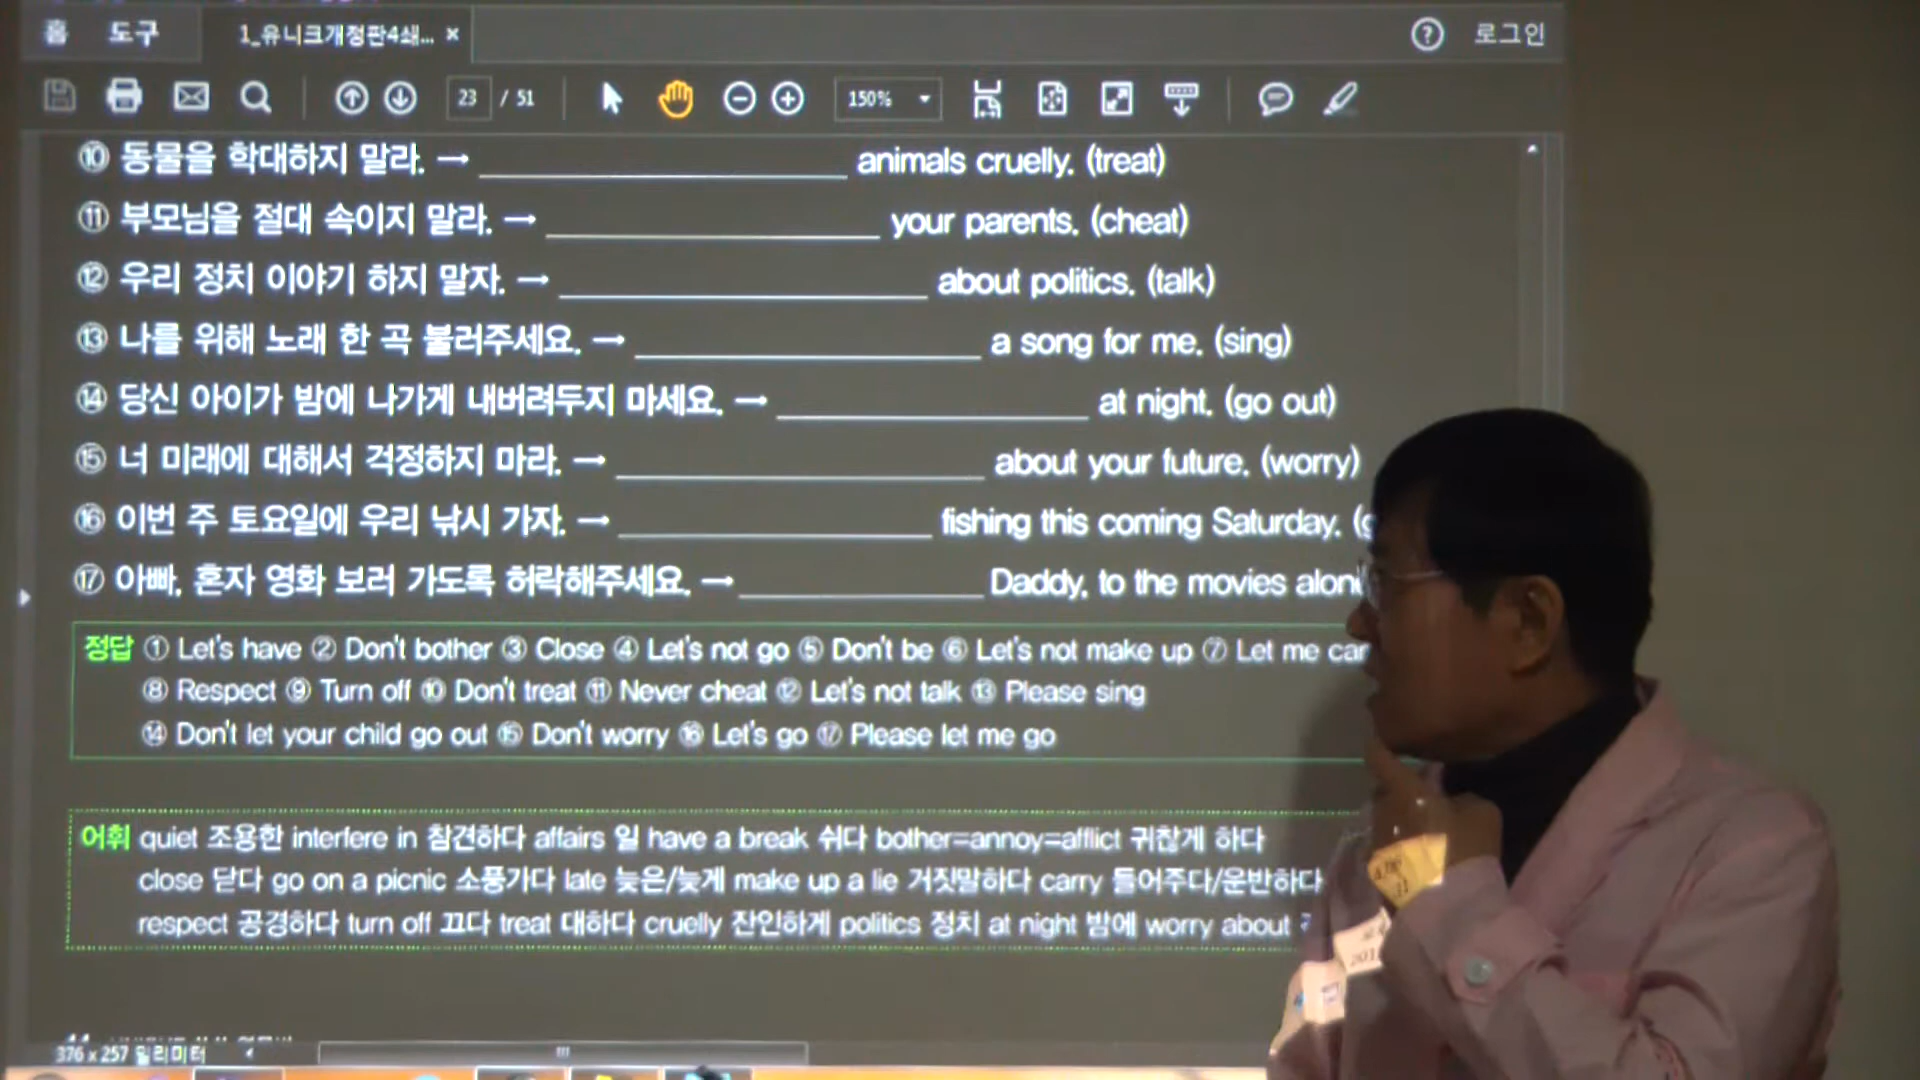 홈 도구 1_유니크개정판4쇄... × ? 로그인
23 / 51 150%
⑩ 동물을 학대하지 말라. → ____________ animals cruelly. (treat)
⑪ 부모님을 절대 속이지 말라. → ____________ your parents. (cheat)
⑫ 우리 정치 이야기 하지 말자. → ____________ about politics. (talk)
⑬ 나를 위해 노래 한 곡 불러주세요. → ____________ a song for me. (sing)
⑭ 당신 아이가 밤에 나가게 내버려두지 마세요. → ____________ at night. (go out)
⑮ 너 미래에 대해서 걱정하지 마라. → ____________ about your future. (worry)
⑯ 이번 주 토요일에 우리 낚시 가자. → ____________ fishing this coming Saturday.
⑰ 아빠, 혼자 영화 보러 가도록 허락해주세요. → ____________ Daddy, to the movies
정답 ① Let's have ② Don't bother ③ Close ④ Let's not go ⑤ Don't be ⑥ Let's not make up ⑦ Let me
⑧ Respect ⑨ Turn off ⑩ Don't treat ⑪ Never cheat ⑫ Let's not talk ⑬ Please sing
⑭ Don't let your child go out ⑮ Don't worry ⑯ Let's go ⑰ Please let me go
어휘 quiet 조용한 interfere in 참견하다 affairs 일 have a break 쉬다 bother=annoy=afflict 귀찮게 하다
close 닫다 go on a picnic 소풍가다 late 늦은/늦게 make up a lie 거짓말하다 carry 들어주다/운반하다
respect 공경하다 turn off 끄다 treat 대하다 cruelly 잔인하게 politics 정치 at night 밤에 worry about
376 x 257 밀리미터